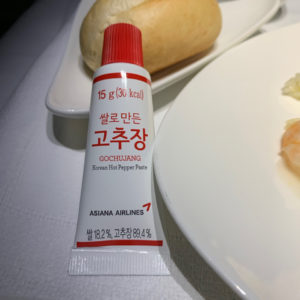 15 g (30 kcal)
쌀로 만든
고추장
GOCHUJANG
Korean Hot Pepper Paste
ASIANA AIRLINES
쌀 18.2%, 고추장 89.4%